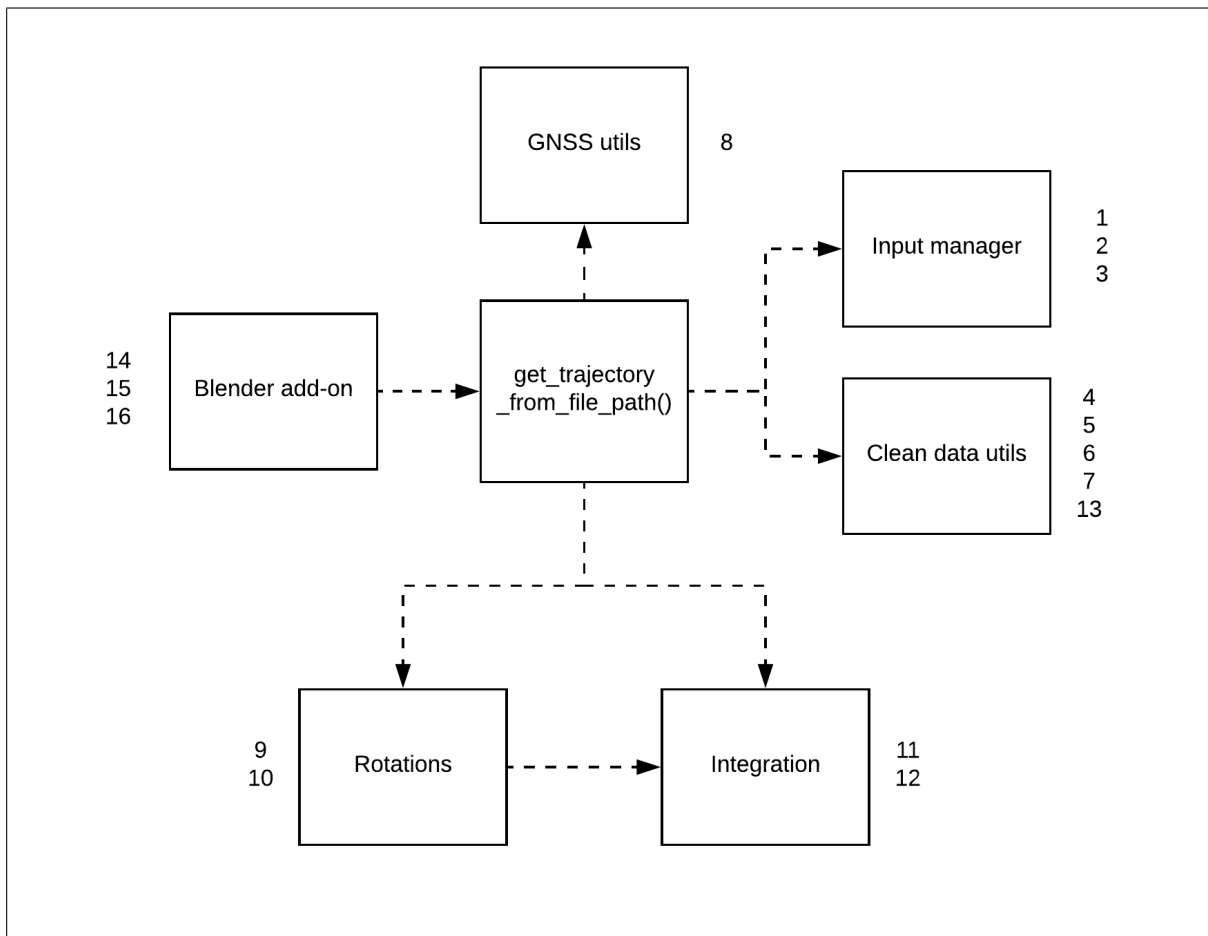 GNSS utils
8
Input manager
1
2
3
14
15
16
Blender add-on
get_trajectory
_from_file_path()
Clean data utils
4
5
6
7
13
9
10
Rotations
Integration
11
12